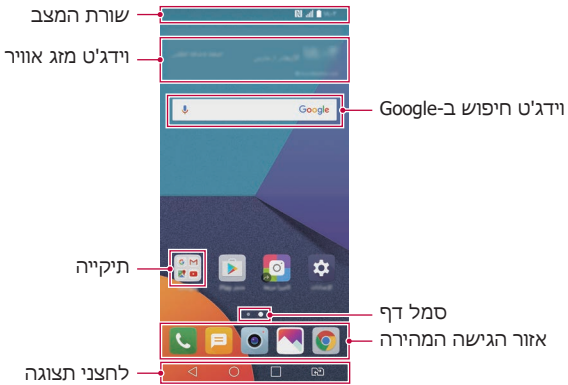 שורת המצב
וידג'ט מזג אוויר
Google
וידג'ט חיפוש ב-Google
תיקייה
סמל דף
אזור הגישה המהירה
לחצני תצוגה